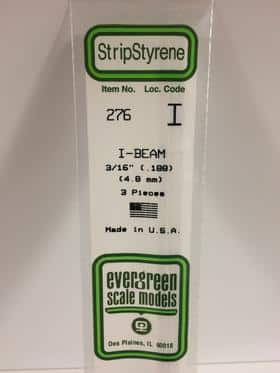 StripStyrene
Item No. Loc. Code
276 I
I-BEAM
3/16" (.188)
(4.8 mm)
3 Pieces
Made in U.S.A.
evergreen
scale models
Des Plaines, IL 60018